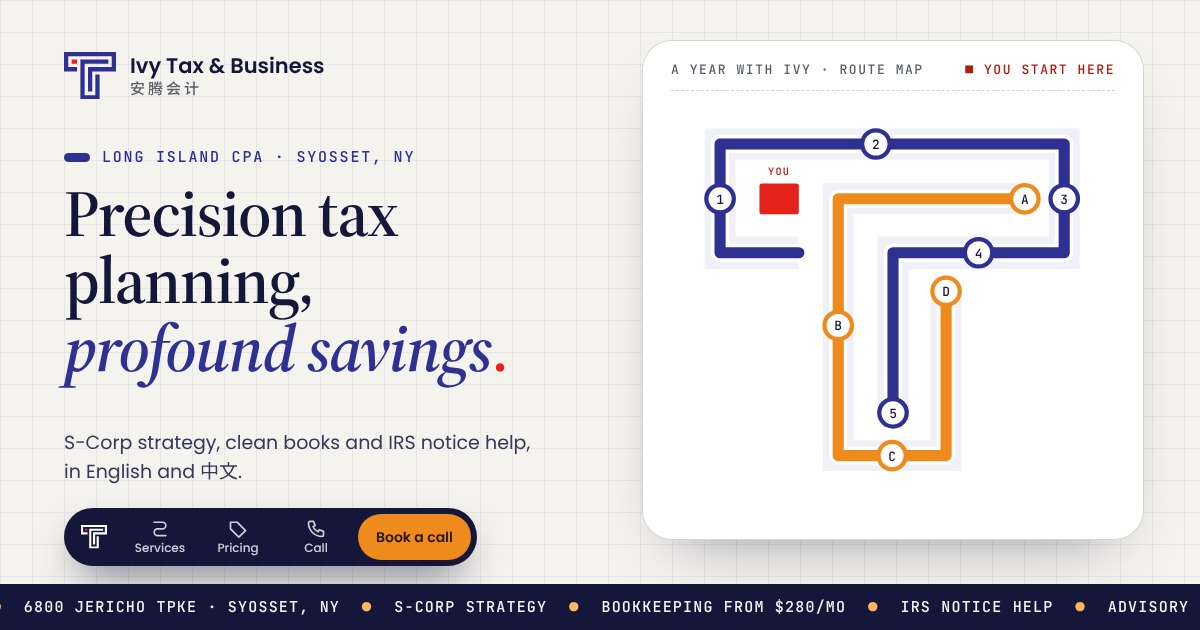 Ivy Tax & Business
安腾会计
LONG ISLAND CPA · SYOSSET, NY
Precision tax
planning,
profound savings.
S-Corp strategy, clean books and IRS notice help,
in English and 中文.
Services
Pricing
Call
Book a call
A YEAR WITH IVY · ROUTE MAP
YOU START HERE
2
YOU
1
A
3
4
D
B
5
C
6800 JERICHO TPKE · SYOSSET, NY
S-CORP STRATEGY
BOOKKEEPING FROM $280/MO
IRS NOTICE HELP
ADVISORY